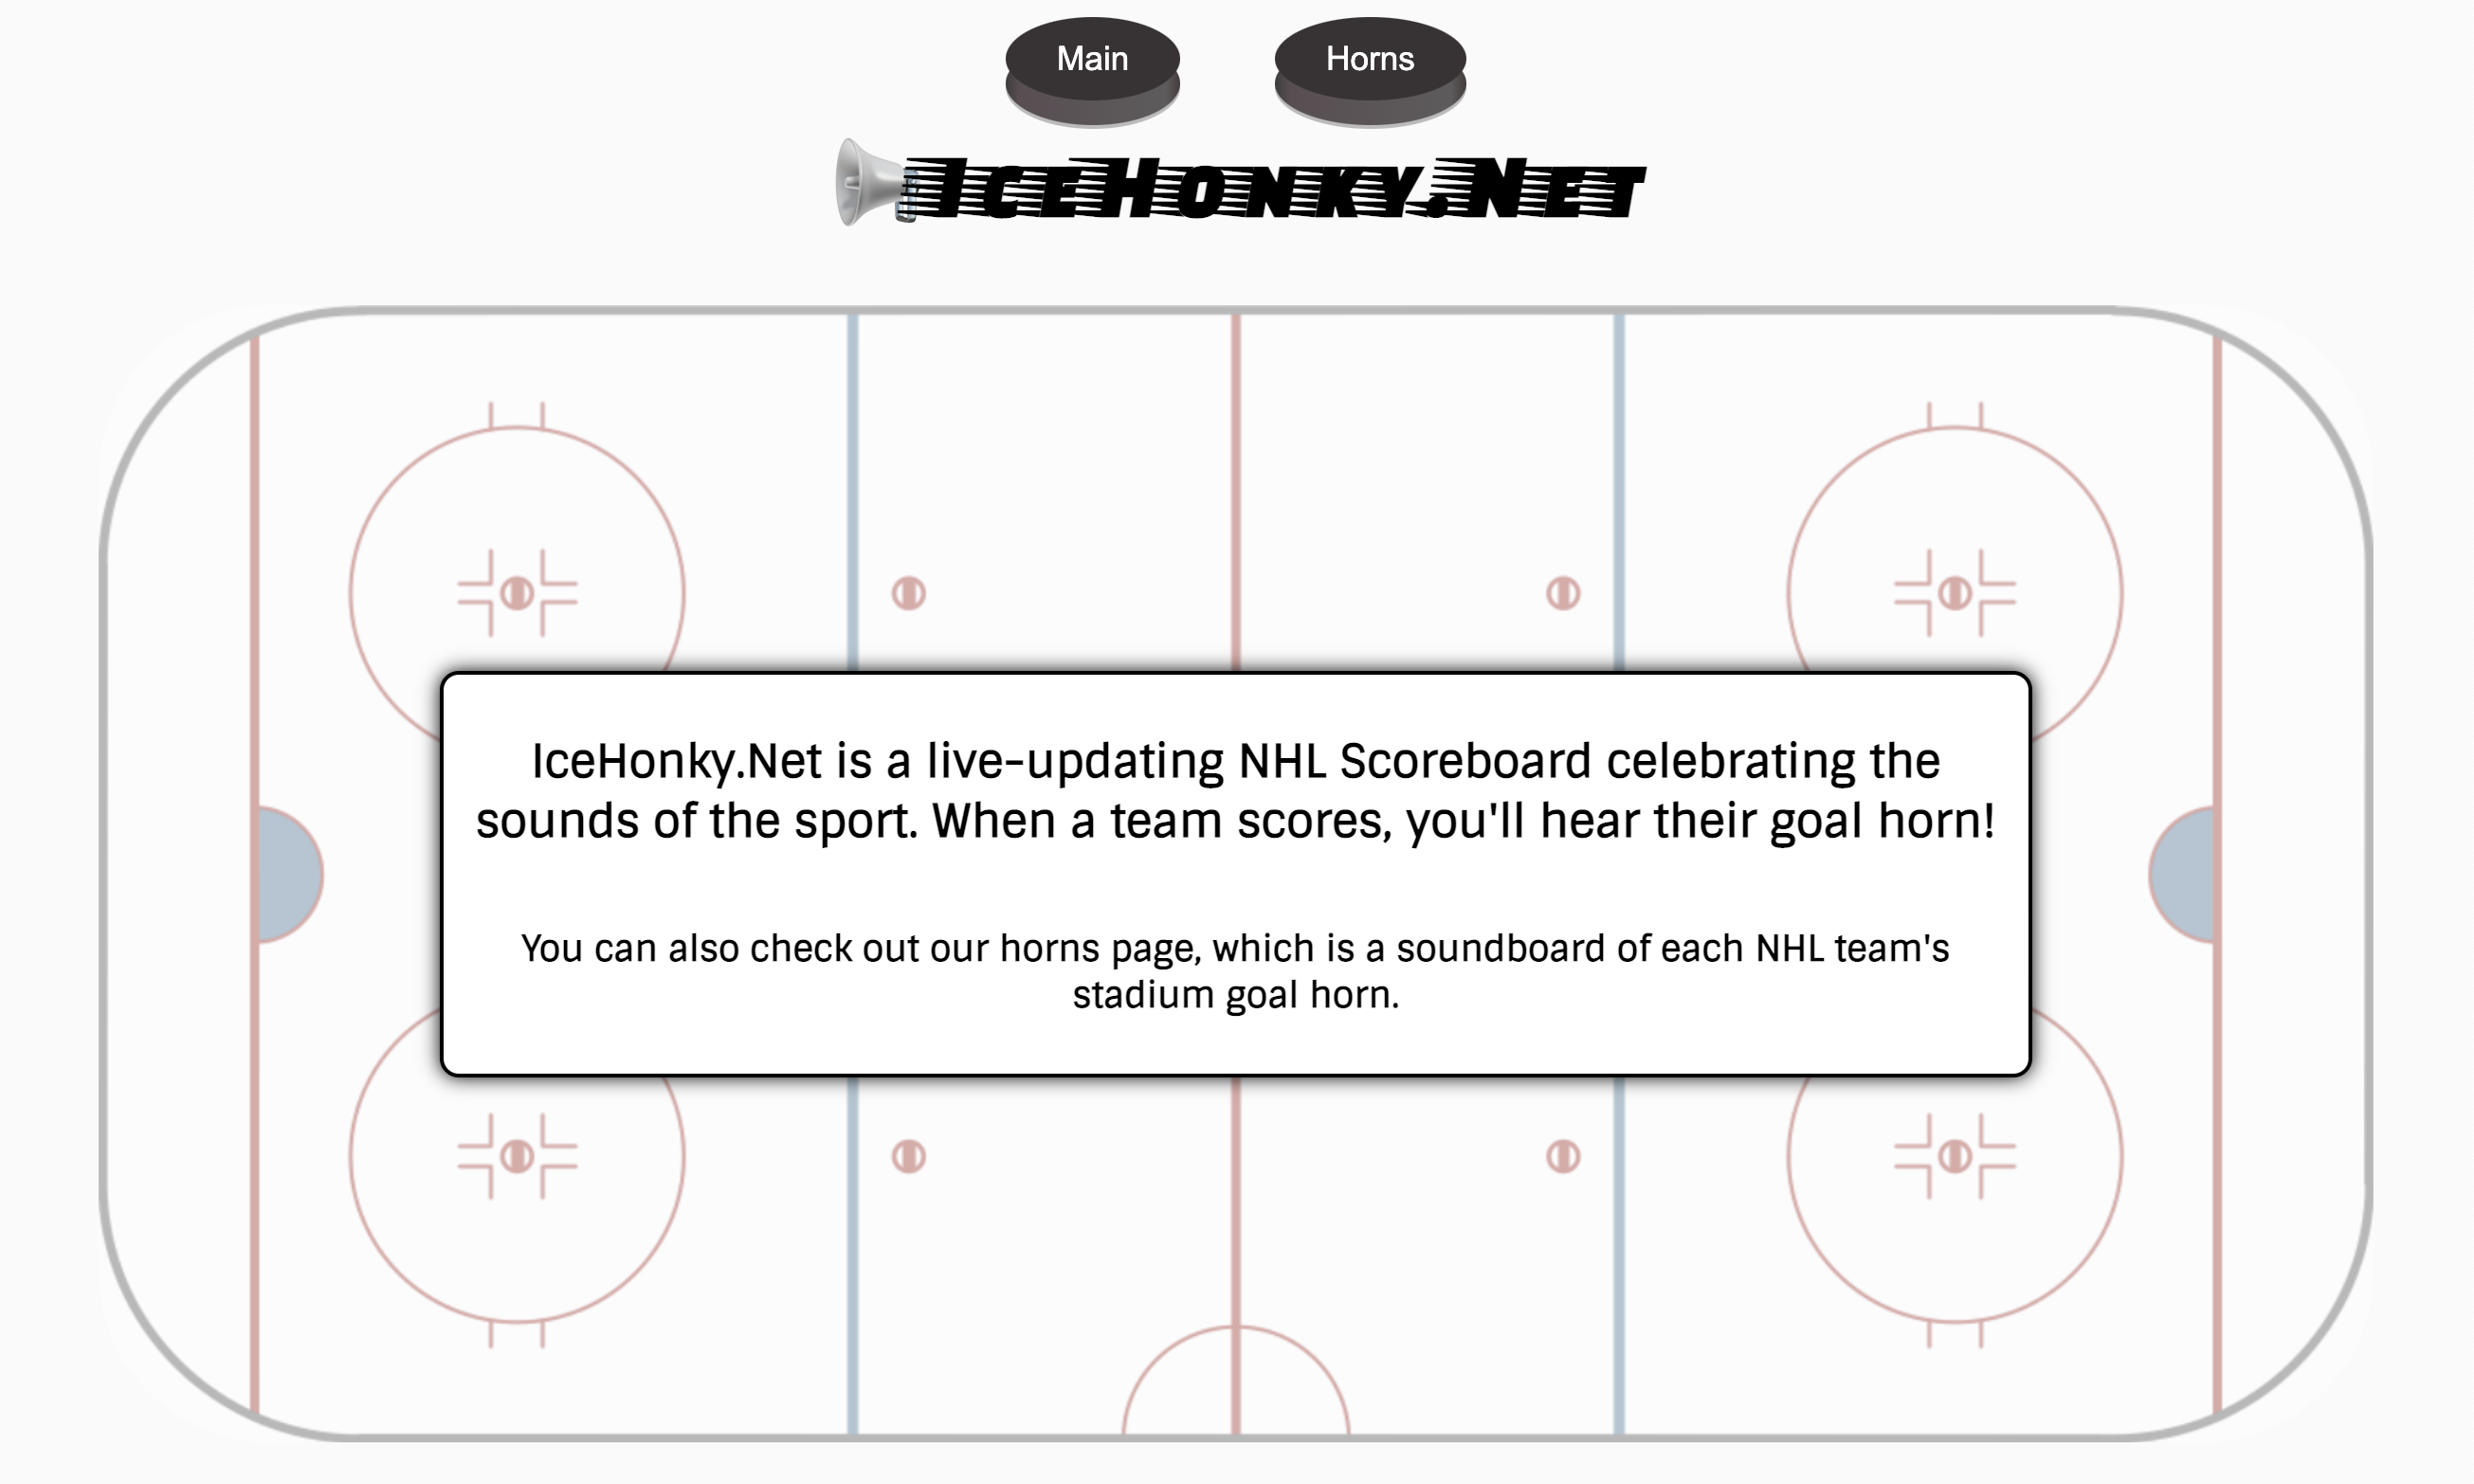 Main
Horns
IceHonky.Net
IceHonky.Net is a live-updating NHL Scoreboard celebrating the
sounds of the sport. When a team scores, you'll hear their goal horn!
You can also check out our horns page, which is a soundboard of each NHL team's
stadium goal horn.